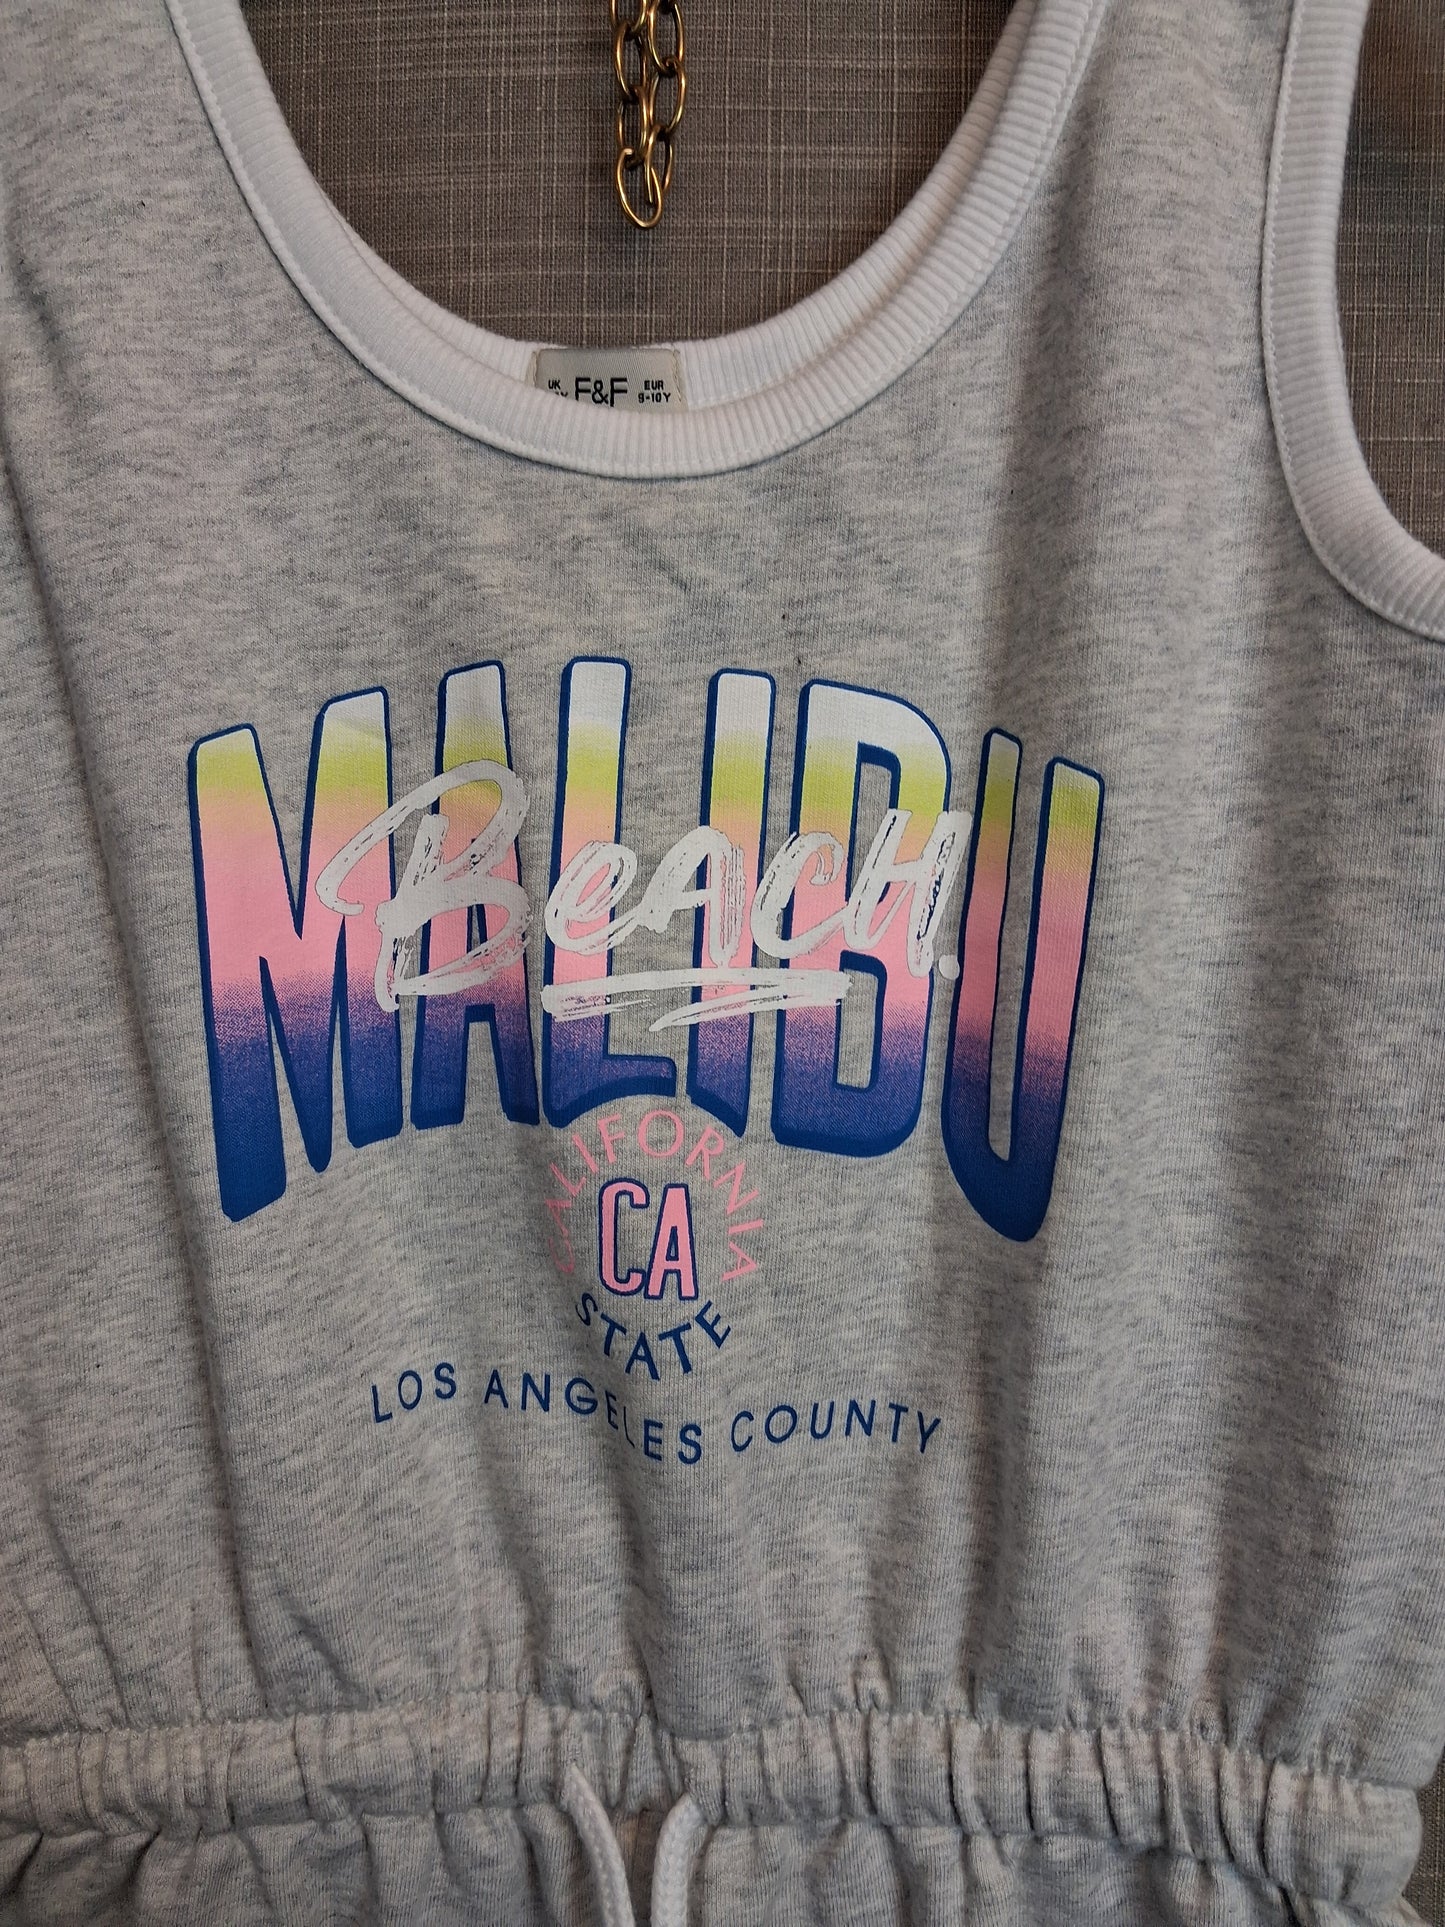 UK F&F EUR
9-10Y
MALIBU
Beach.
CALIFORNIA
CA
STATE
LOS ANGELES COUNTY